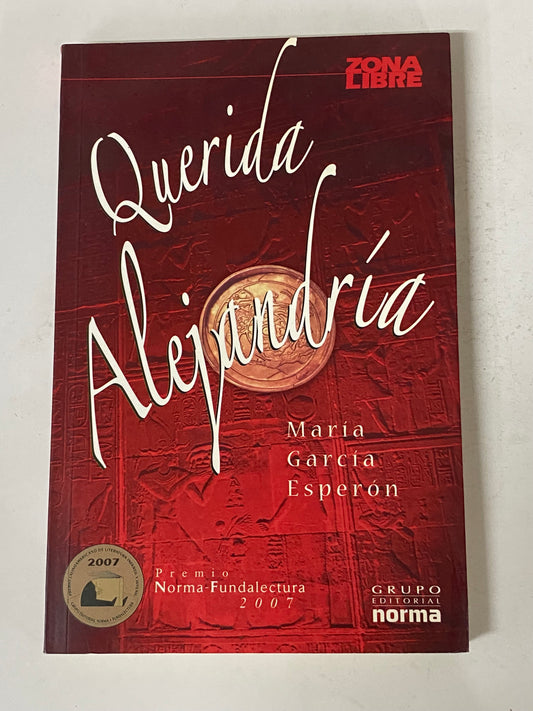 ZONA
LIBRE
Querida
Alejandría
María
García
Esperón
2007
Premio
Norma-Fundalectura
2007
GRUPO
EDITORIAL
norma